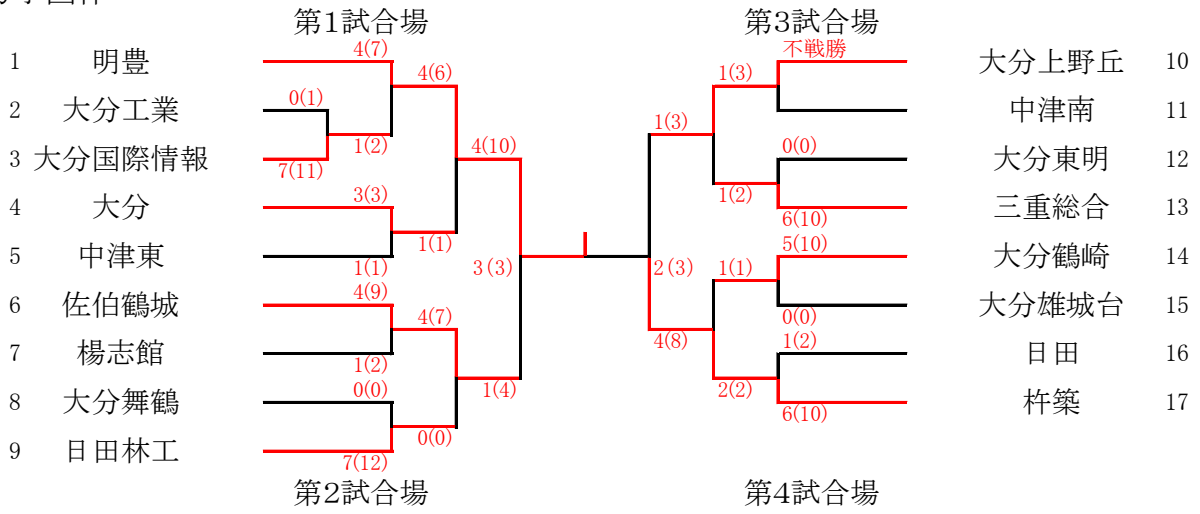 第1試合場
第3試合場
1 明豊 4(7)
2 大分工業 0(1)
3 大分国際情報 7(11)
4 大分 3(3)
5 中津東 1(1)
6 佐伯鶴城 4(9)
7 楊志館 1(2)
8 大分舞鶴 0(0)
9 日田林工 7(12)
4(6)
1(2)
1(1)
4(7)
0(0)
4(10)
1(4)
3(3)
2(3)
1(3)
4(8)
1(3)
1(2)
1(1)
2(2)
不戦勝 大分上野丘 10
中津南 11
0(0) 大分東明 12
6(10) 三重総合 13
5(10) 大分鶴崎 14
0(0) 大分雄城台 15
1(2) 日田 16
6(10) 杵築 17
第2試合場
第4試合場